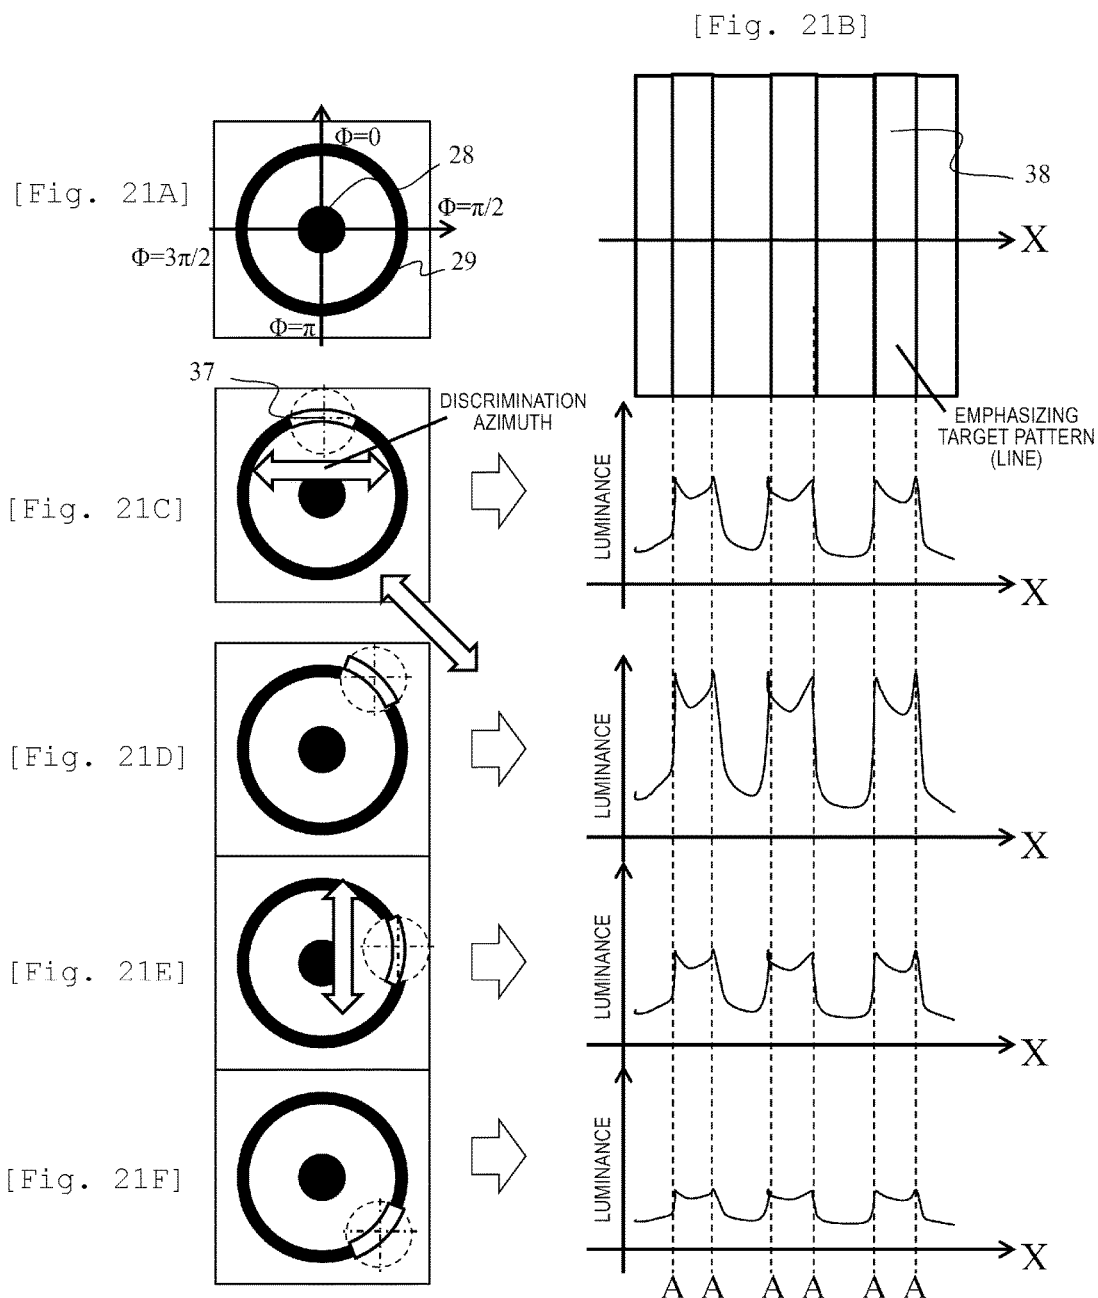 [Fig. 21B]
[Fig. 21A]
Φ=0
28
Φ=π/2
Φ=3π/2
29
Φ=π
38
X
EMPHASIZING
TARGET PATTERN
(LINE)
37
DISCRIMINATION
AZIMUTH
[Fig. 21C]
LUMINANCE
X
[Fig. 21D]
LUMINANCE
X
[Fig. 21E]
LUMINANCE
X
[Fig. 21F]
LUMINANCE
X
A A A A A A